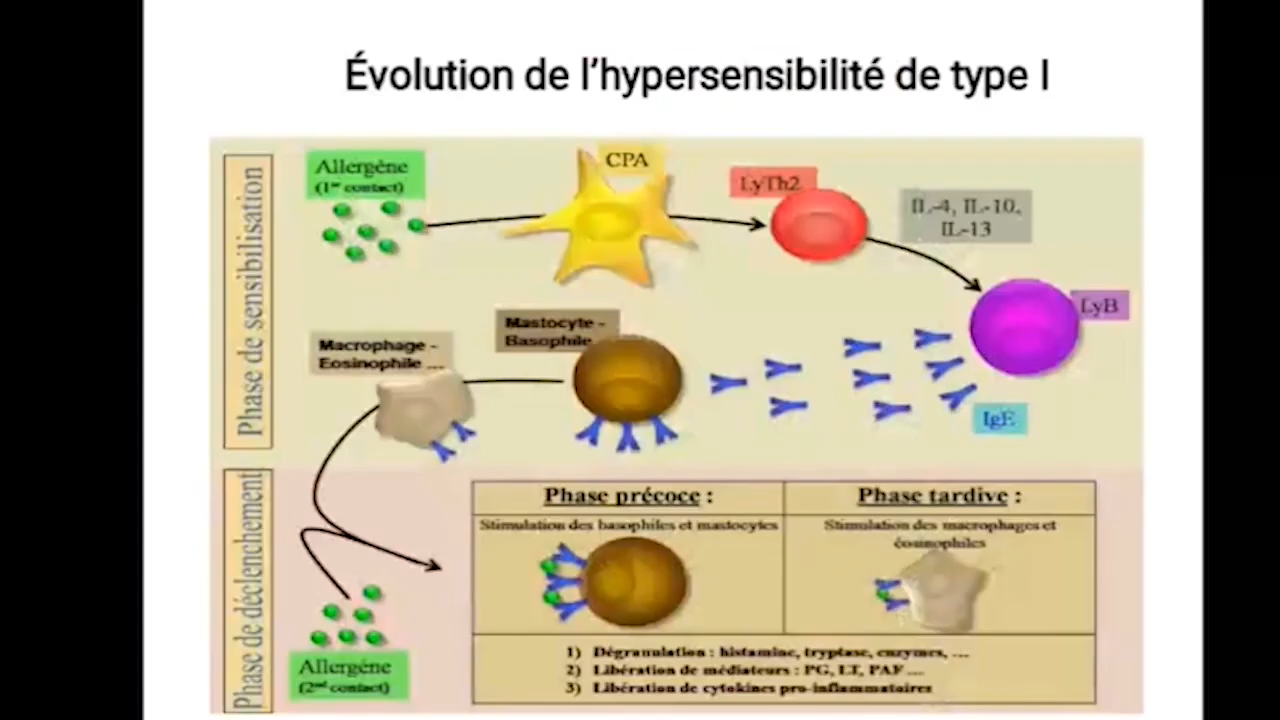 Évolution de l'hypersensibilité de type I
Phase de sensibilisation
Allergène
(1er contact)
CPA
LyTh2
IL-4, IL-10,
IL-13
LyB
IgE
Mastocyte -
Basophile
Macrophage -
Eosinophile ...
Phase de déclenchement
Allergéne
(2nd contact)
Phase précoce :
Stimulation des basophiles et mastocytes
Phase tardive :
Stimulation des macrophages et
éosinophiles
1) Dégranulation : histamine, tryptase, enzymes, ...
2) Libération de médiateurs : PG, LT, PAF ...
3) Libération de cytokines pro-inflammatoires